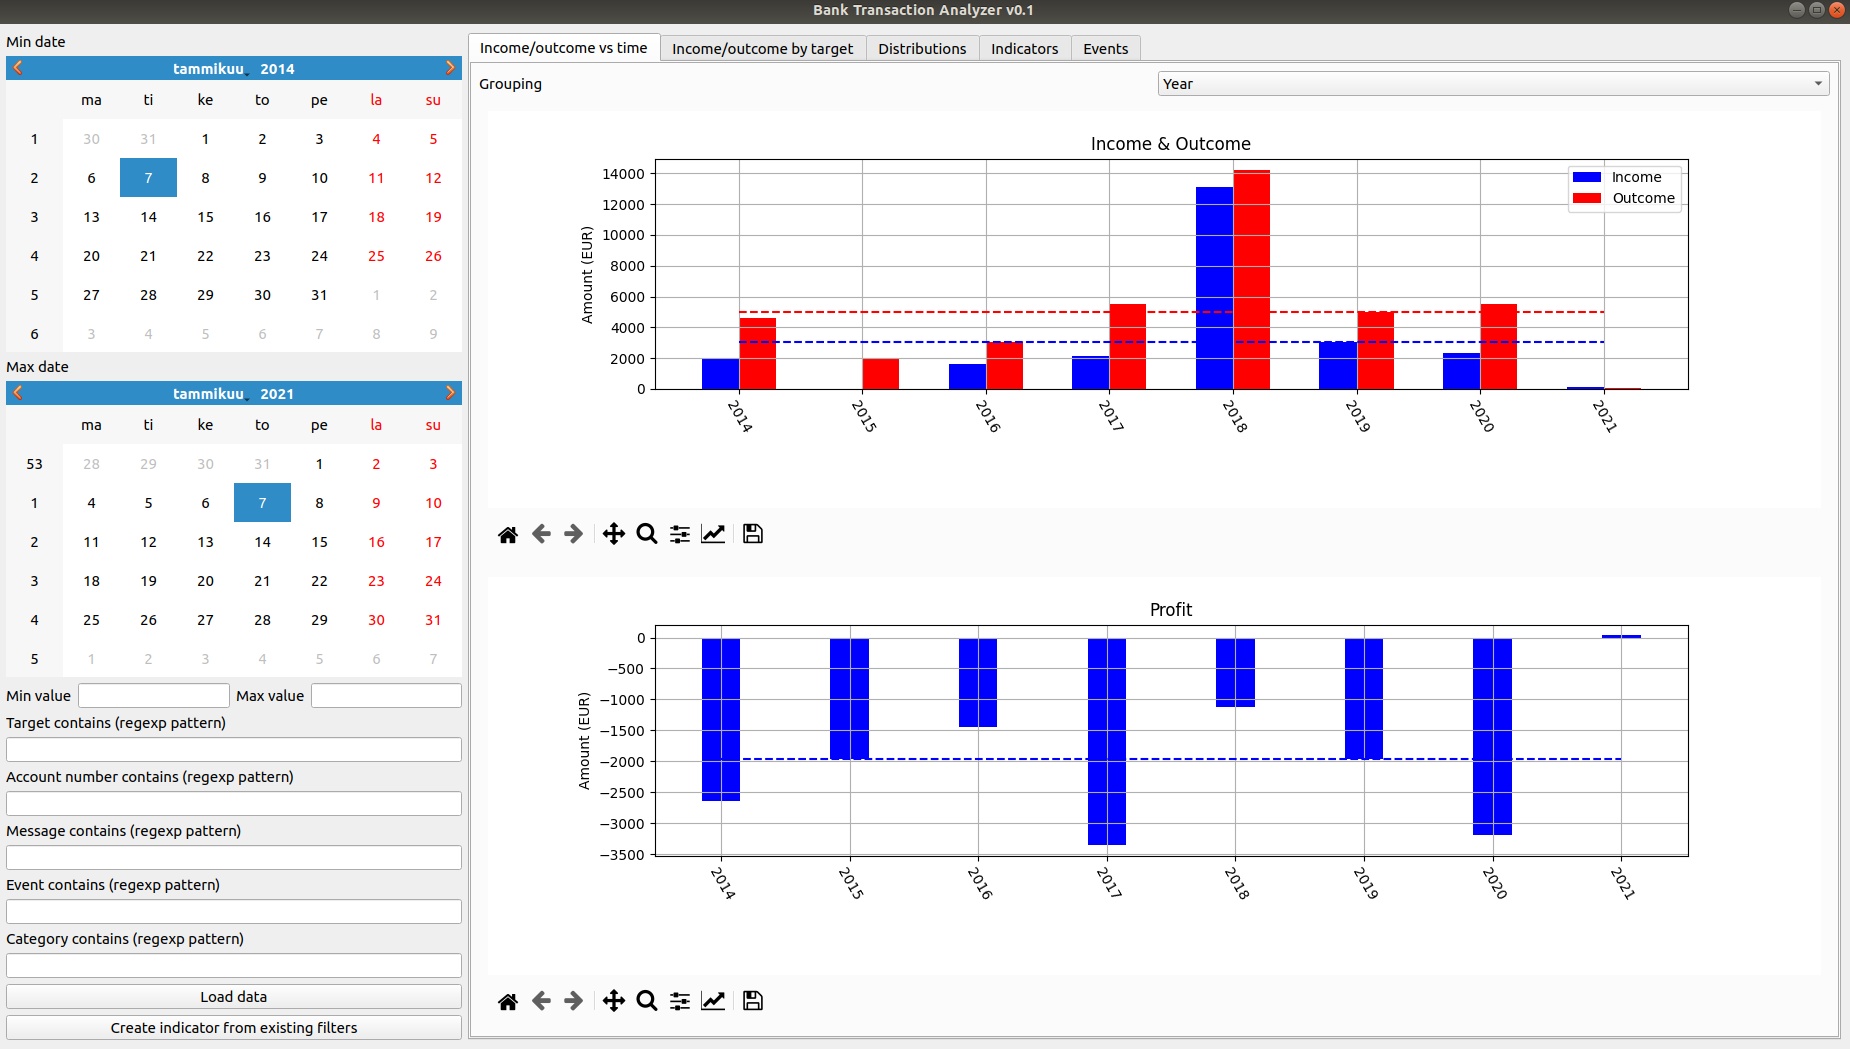 Bank Transaction Analyzer v0.1
Min date
tammikuu 2014
ma ti ke to pe la su
1 30 31 1 2 3 4 5
2 6 7 8 9 10 11 12
3 13 14 15 16 17 18 19
4 20 21 22 23 24 25 26
5 27 28 29 30 31 1 2
6 3 4 5 6 7 8 9
Max date
tammikuu 2021
ma ti ke to pe la su
53 28 29 30 31 1 2 3
1 4 5 6 7 8 9 10
2 11 12 13 14 15 16 17
3 18 19 20 21 22 23 24
4 25 26 27 28 29 30 31
5 1 2 3 4 5 6 7
Min value Max value
Target contains (regexp pattern)
Account number contains (regexp pattern)
Message contains (regexp pattern)
Event contains (regexp pattern)
Category contains (regexp pattern)
Load data
Create indicator from existing filters
Income/outcome vs time Income/outcome by target Distributions Indicators Events
Grouping Year
Income & Outcome
Income
Outcome
Amount (EUR)
14000
12000
10000
8000
6000
4000
2000
0
2014 2015 2016 2017 2018 2019 2020 2021
Profit
Amount (EUR)
0
−500
−1000
−1500
−2000
−2500
−3000
−3500
2014 2015 2016 2017 2018 2019 2020 2021